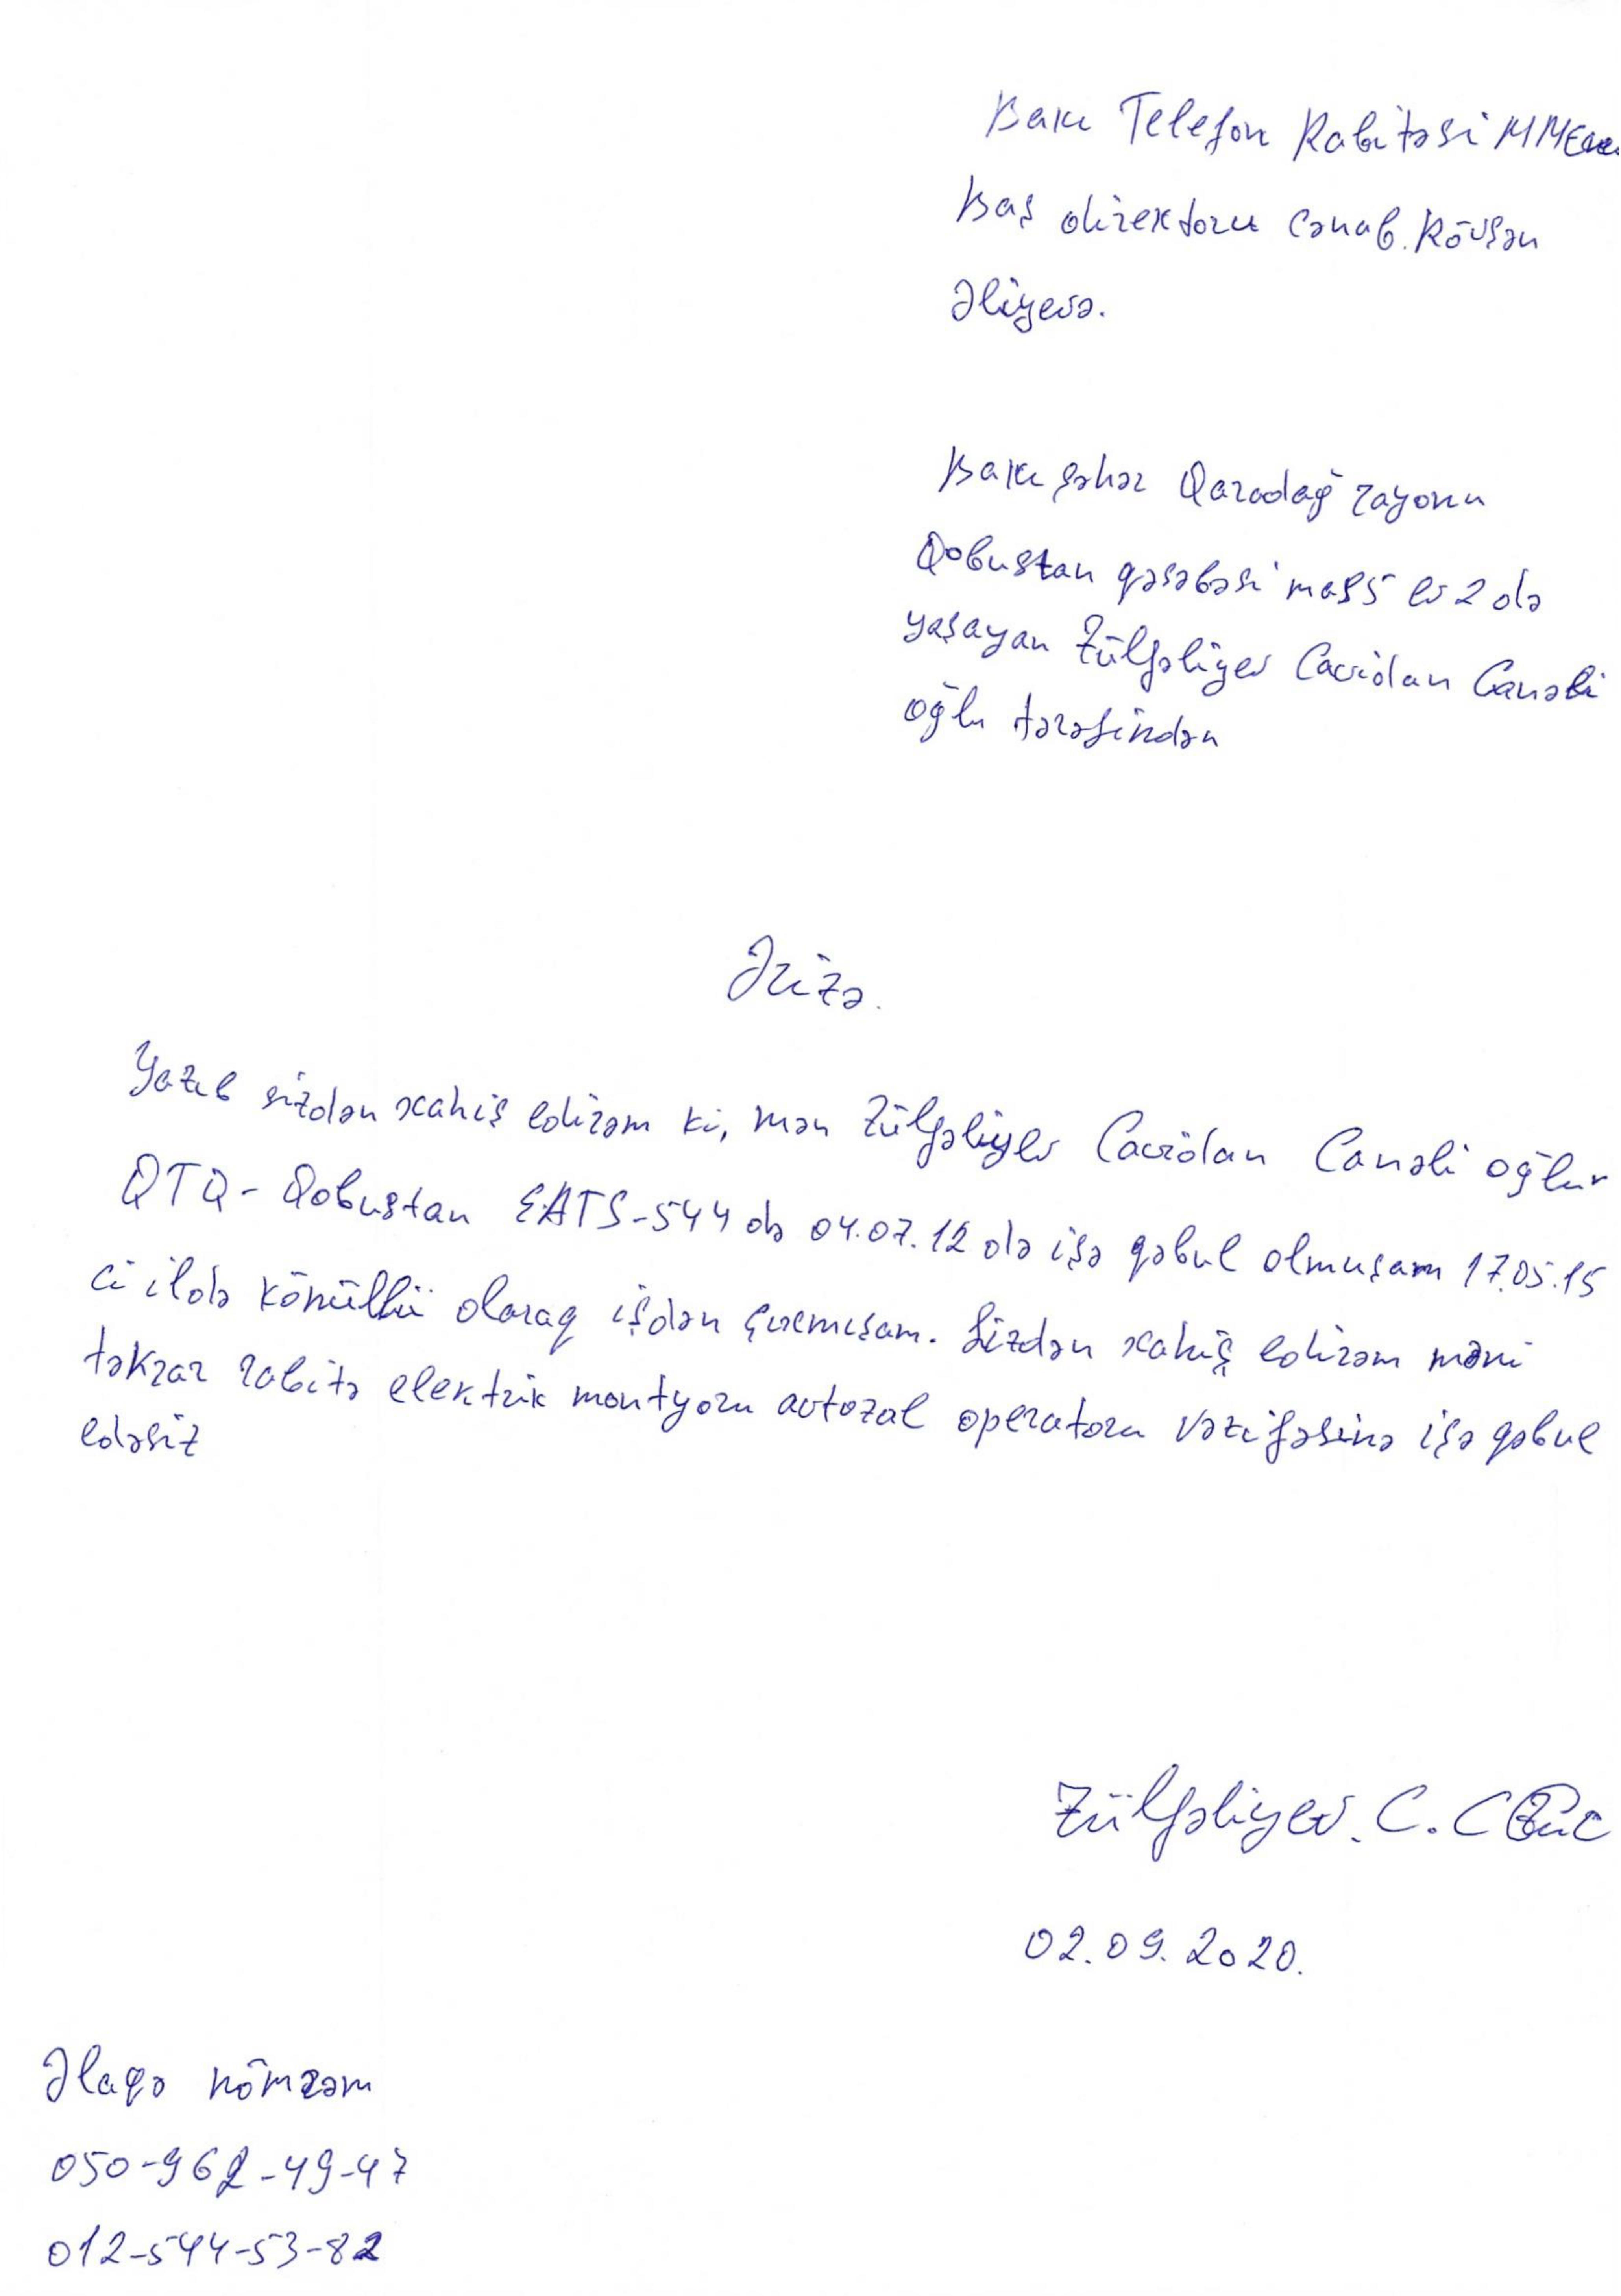 Bakı Telefon Rabitəsi MMC
Baş direktoru Cənab. Rövşən
Əliyevə.
Bakı şəhər Qaradağ rayonu
Qobustan qəsəbəsi mass ev 2 də
yaşayan Zülfəliyev Cavidan Canəli
oğlu tərəfindən
Ərizə.
Yazıb sizdən xahiş edirəm ki, mən Zülfəliyev Cavidan Canəli oğlu
QTQ-Qobustan EATS-544 də 04.07.12 də işə qəbul olmuşam 17.05.15
ci ildə könüllü olaraq işdən çıxmışam. Sizdən xahiş edirəm məni
təkrar rabitə elektrik montyoru avtozal operatoru vəzifəsinə işə qəbul
edəsiz
Zülfəliyev. C. C
02.09.2020.
Əlaqə nömrəm
050-962-49-47
012-544-53-82